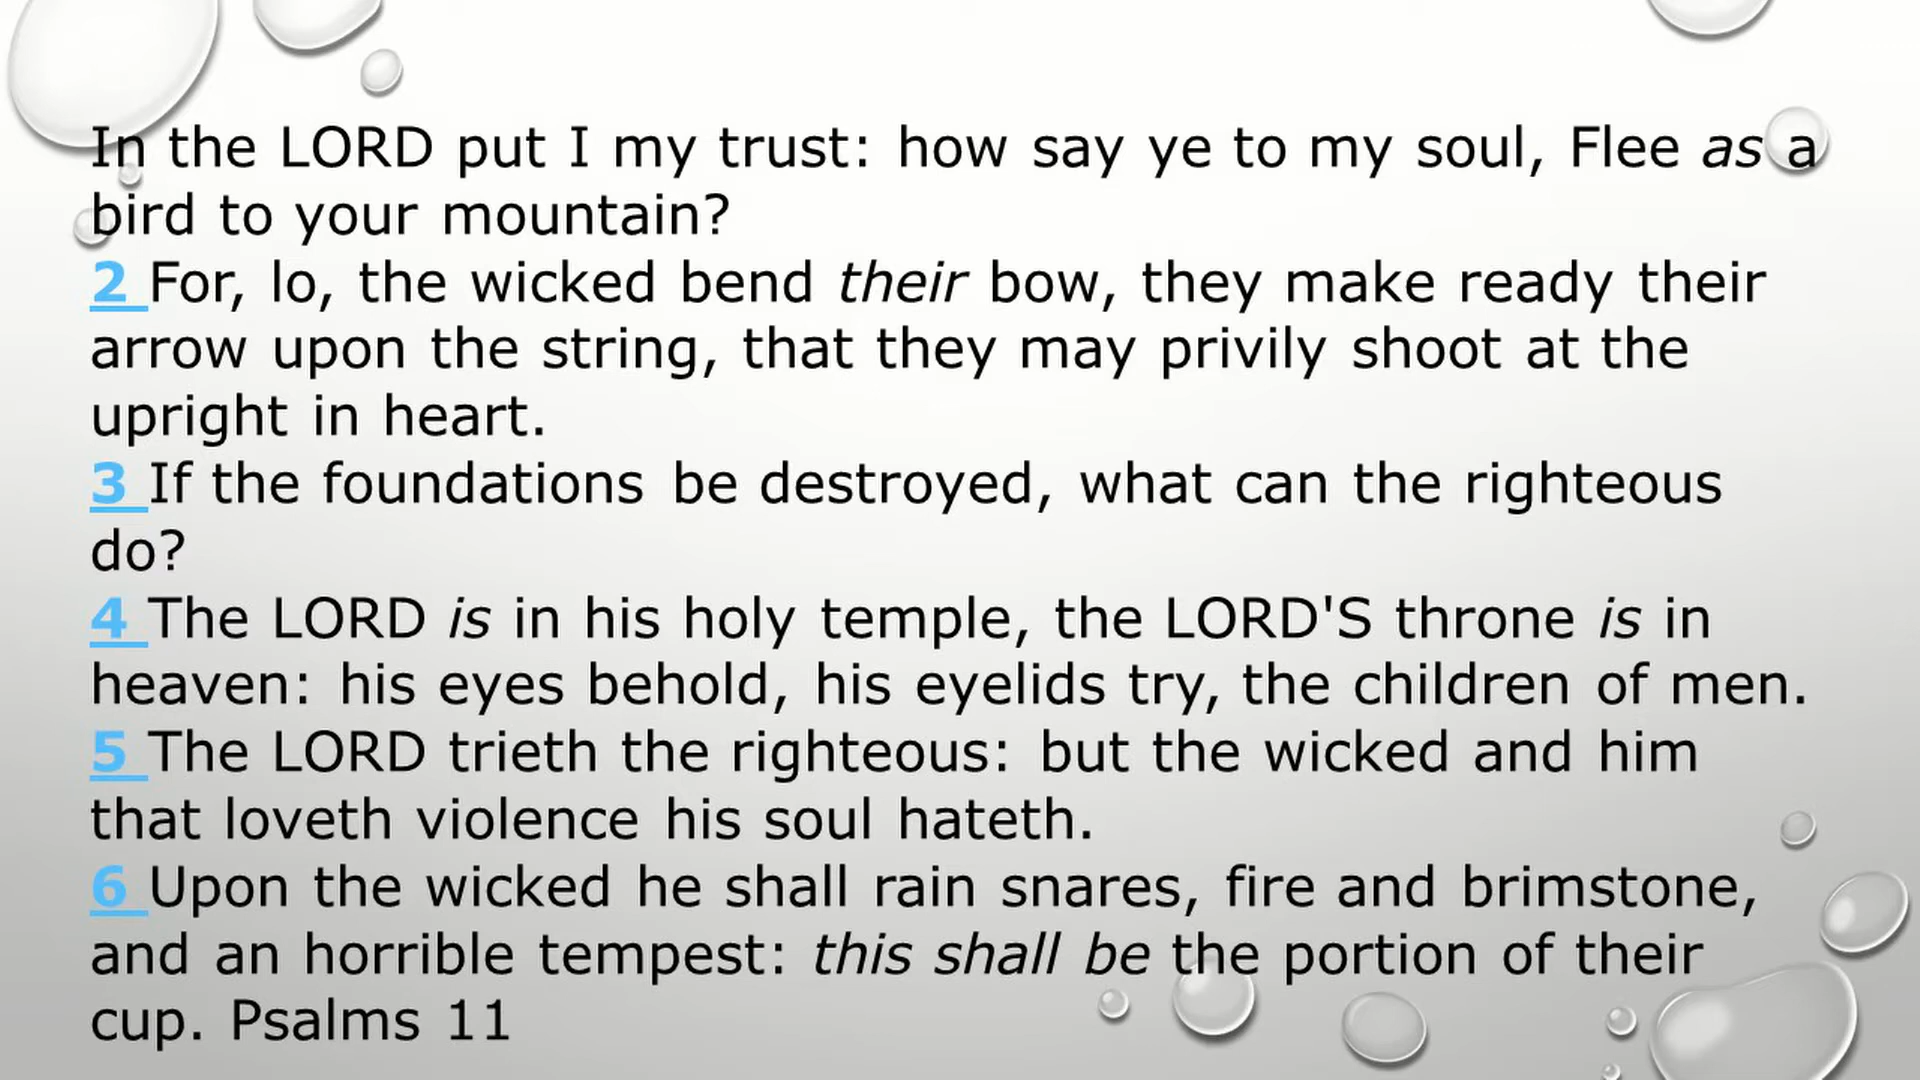 In the LORD put I my trust: how say ye to my soul, Flee as a
bird to your mountain?
2 For, lo, the wicked bend their bow, they make ready their
arrow upon the string, that they may privily shoot at the
upright in heart.
3 If the foundations be destroyed, what can the righteous
do?
4 The LORD is in his holy temple, the LORD'S throne is in
heaven: his eyes behold, his eyelids try, the children of men.
5 The LORD trieth the righteous: but the wicked and him
that loveth violence his soul hateth.
6 Upon the wicked he shall rain snares, fire and brimstone,
and an horrible tempest: this shall be the portion of their
cup. Psalms 11